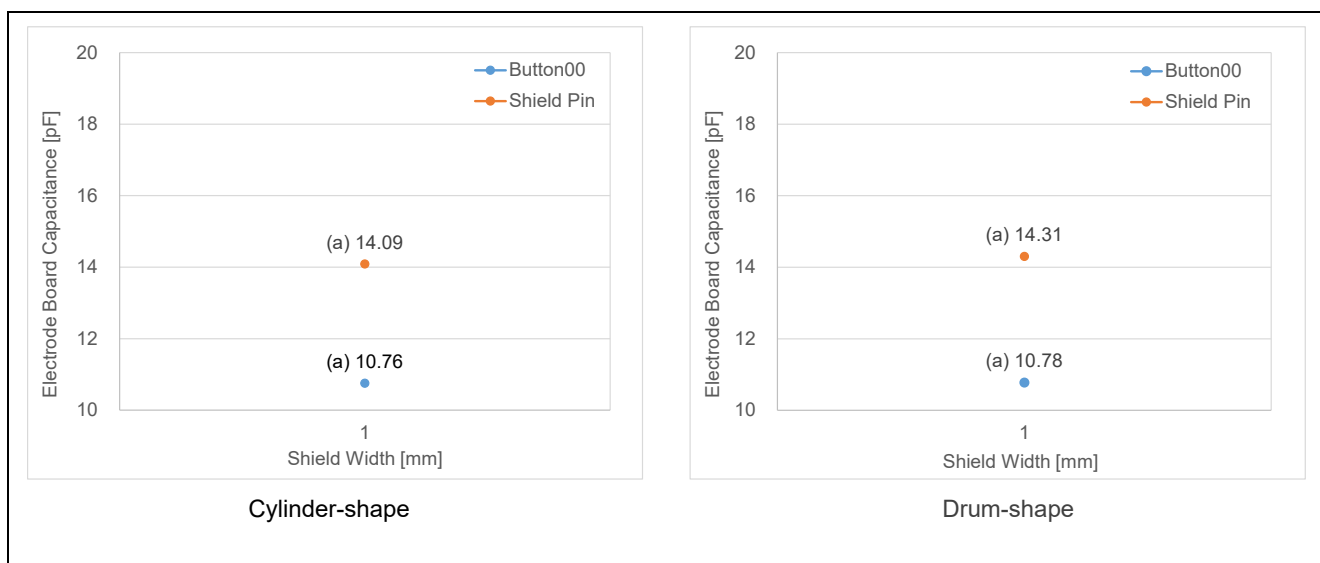 20
18
16
14
12
10
Electrode Board Capacitance [pF]
Button00
Shield Pin
(a) 14.09
(a) 10.76
1
Shield Width [mm]
Cylinder-shape
20
18
16
14
12
10
Electrode Board Capacitance [pF]
Button00
Shield Pin
(a) 14.31
(a) 10.78
1
Shield Width [mm]
Drum-shape